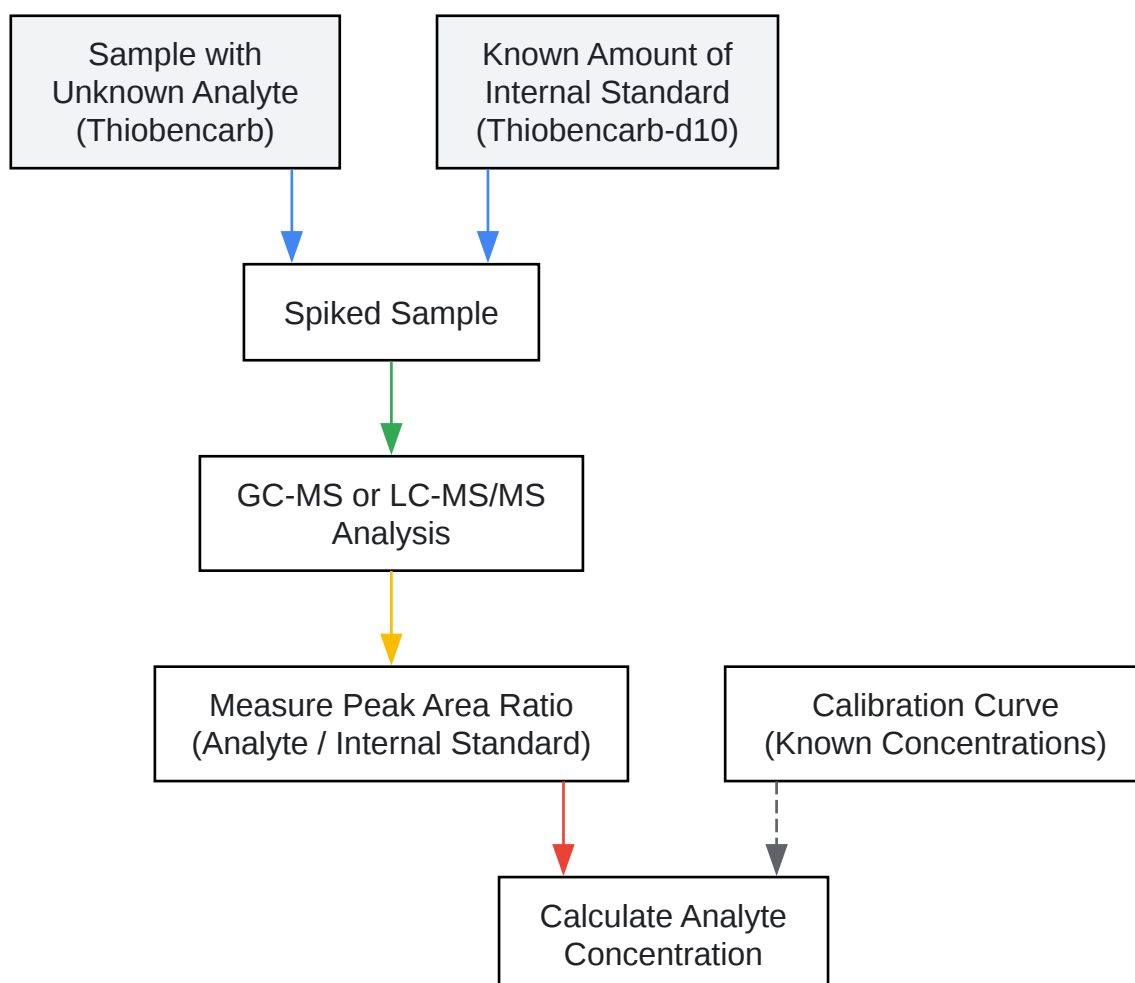 Sample with
Unknown Analyte
(Thiobencarb)
Known Amount of
Internal Standard
(Thiobencarb-d10)
Spiked Sample
GC-MS or LC-MS/MS
Analysis
Measure Peak Area Ratio
(Analyte / Internal Standard)
Calibration Curve
(Known Concentrations)
Calculate Analyte
Concentration